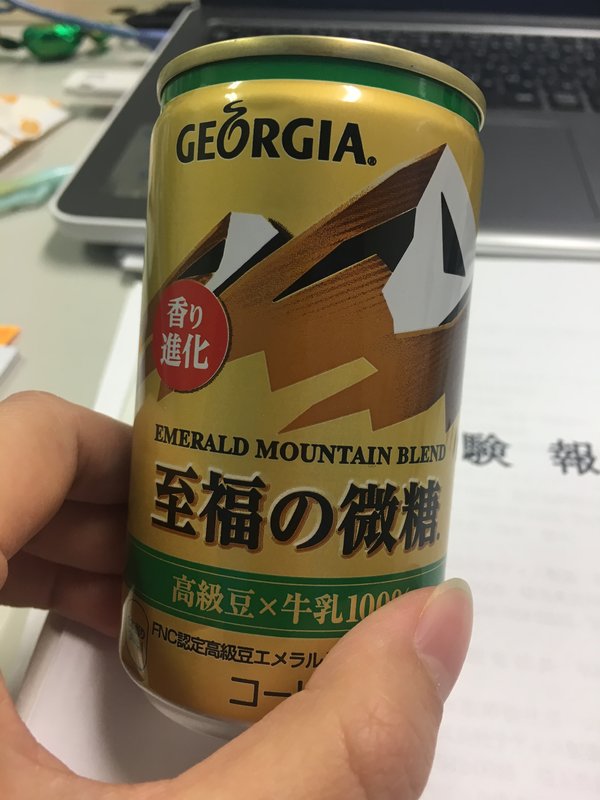 GEORGIA®
香り
進化
EMERALD MOUNTAIN BLEND
至福の微糖
高級豆×牛乳100%
FNC認定高級豆エメラル
コー
験 報